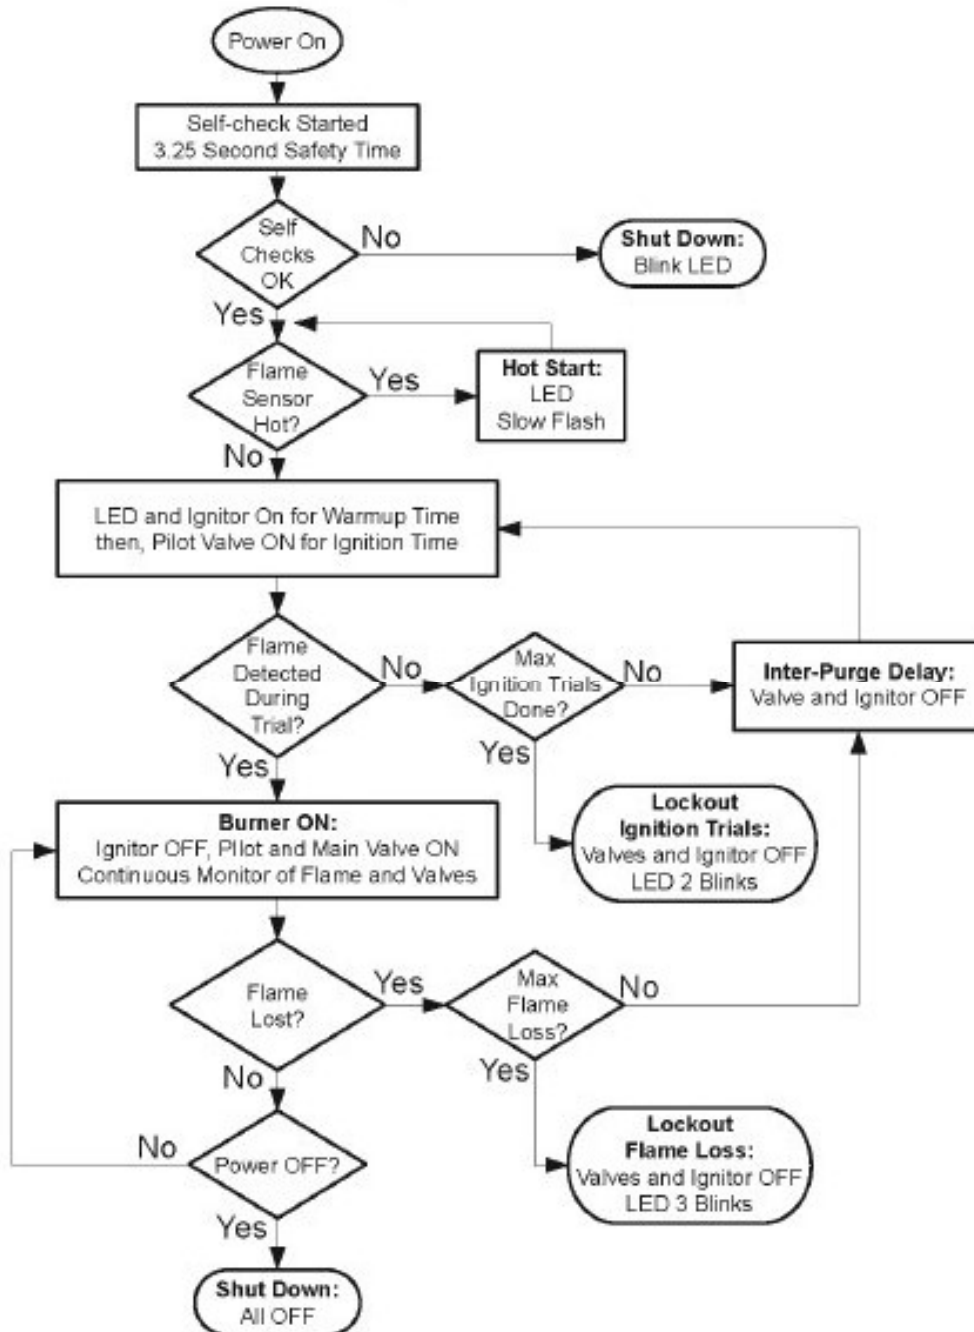 Power On
Self-check Started
3.25 Second Safety Time
Self
Checks
OK
No
Shut Down:
Blink LED
Yes
Flame
Sensor
Hot?
Yes
Hot Start:
LED
Slow Flash
No
LED and Ignitor On for Warmup Time
then, Pilot Valve ON for Ignition Time
Flame
Detected
During
Trial?
No
Max
Ignition Trials
Done?
No
Inter-Purge Delay:
Valve and Ignitor OFF
Yes
Yes
Lockout
Ignition Trials:
Valves and Ignitor OFF
LED 2 Blinks
Burner ON:
Ignitor OFF, Pilot and Main Valve ON
Continuous Monitor of Flame and Valves
Flame
Lost?
Yes
Max
Flame
Loss?
No
Yes
No
Lockout
Flame Loss:
Valves and Ignitor OFF
LED 3 Blinks
Power OFF?
No
Yes
Shut Down:
All OFF